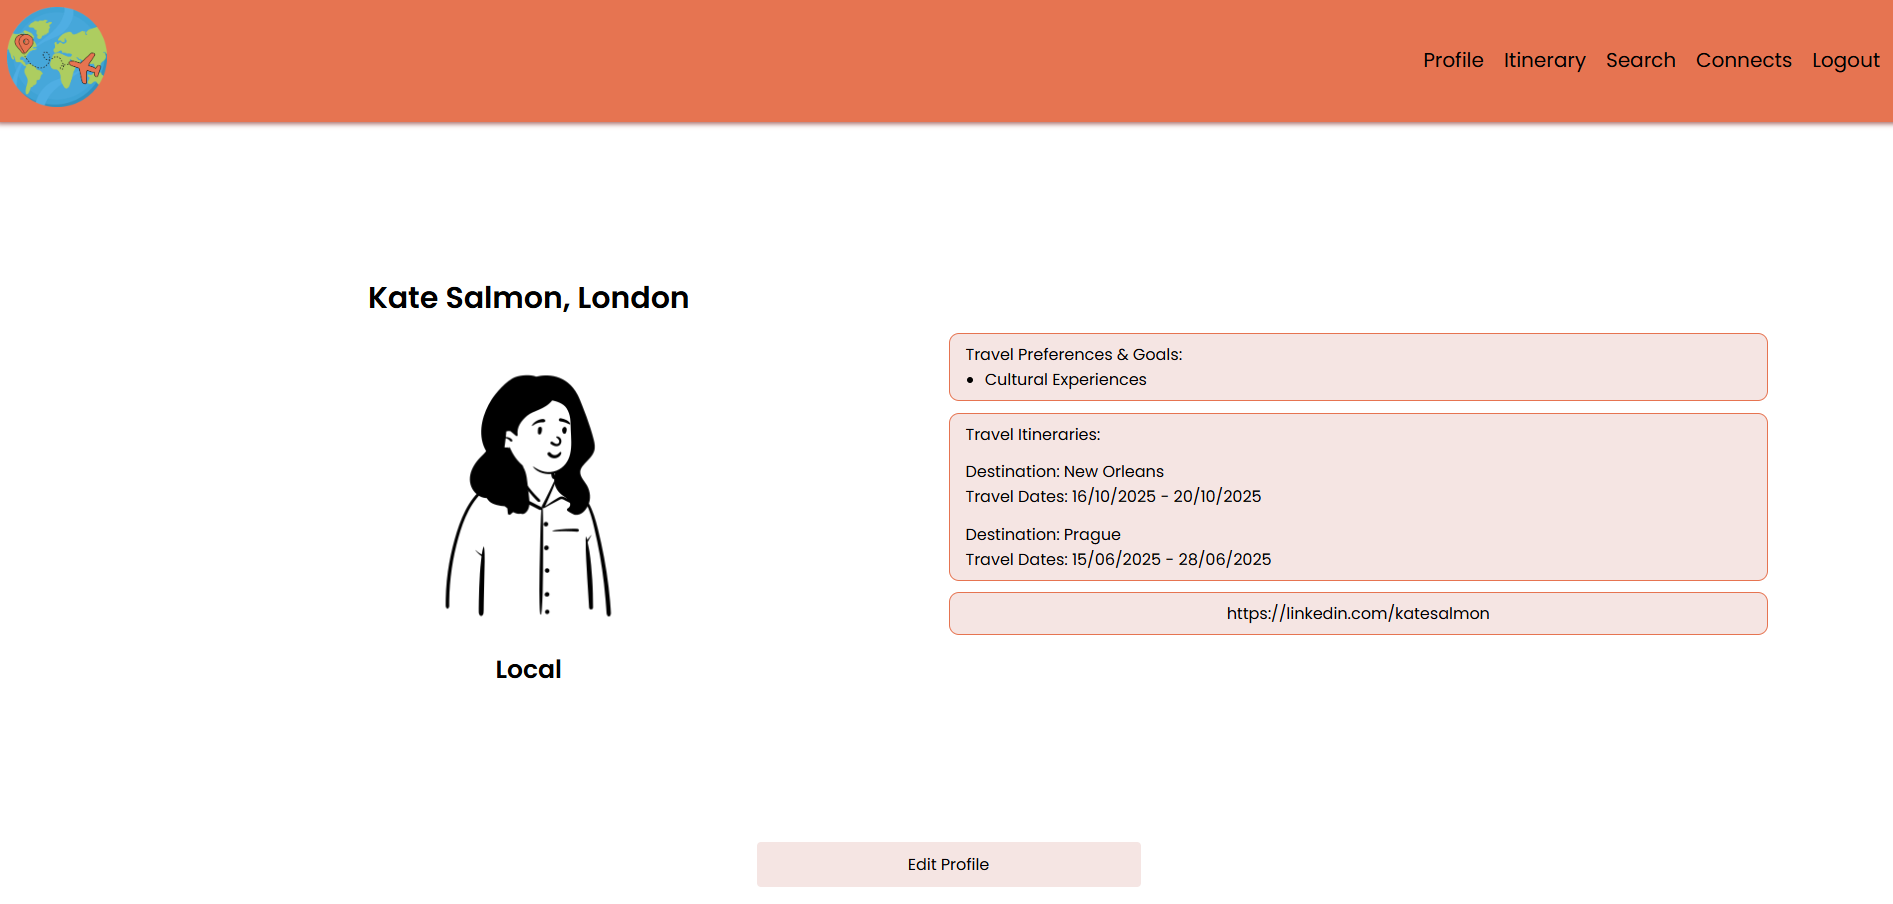 Profile Itinerary Search Connects Logout
Kate Salmon, London
Local
Travel Preferences & Goals:
• Cultural Experiences
Travel Itineraries:
Destination: New Orleans
Travel Dates: 16/10/2025 - 20/10/2025
Destination: Prague
Travel Dates: 15/06/2025 - 28/06/2025
https://linkedin.com/katesalmon
Edit Profile